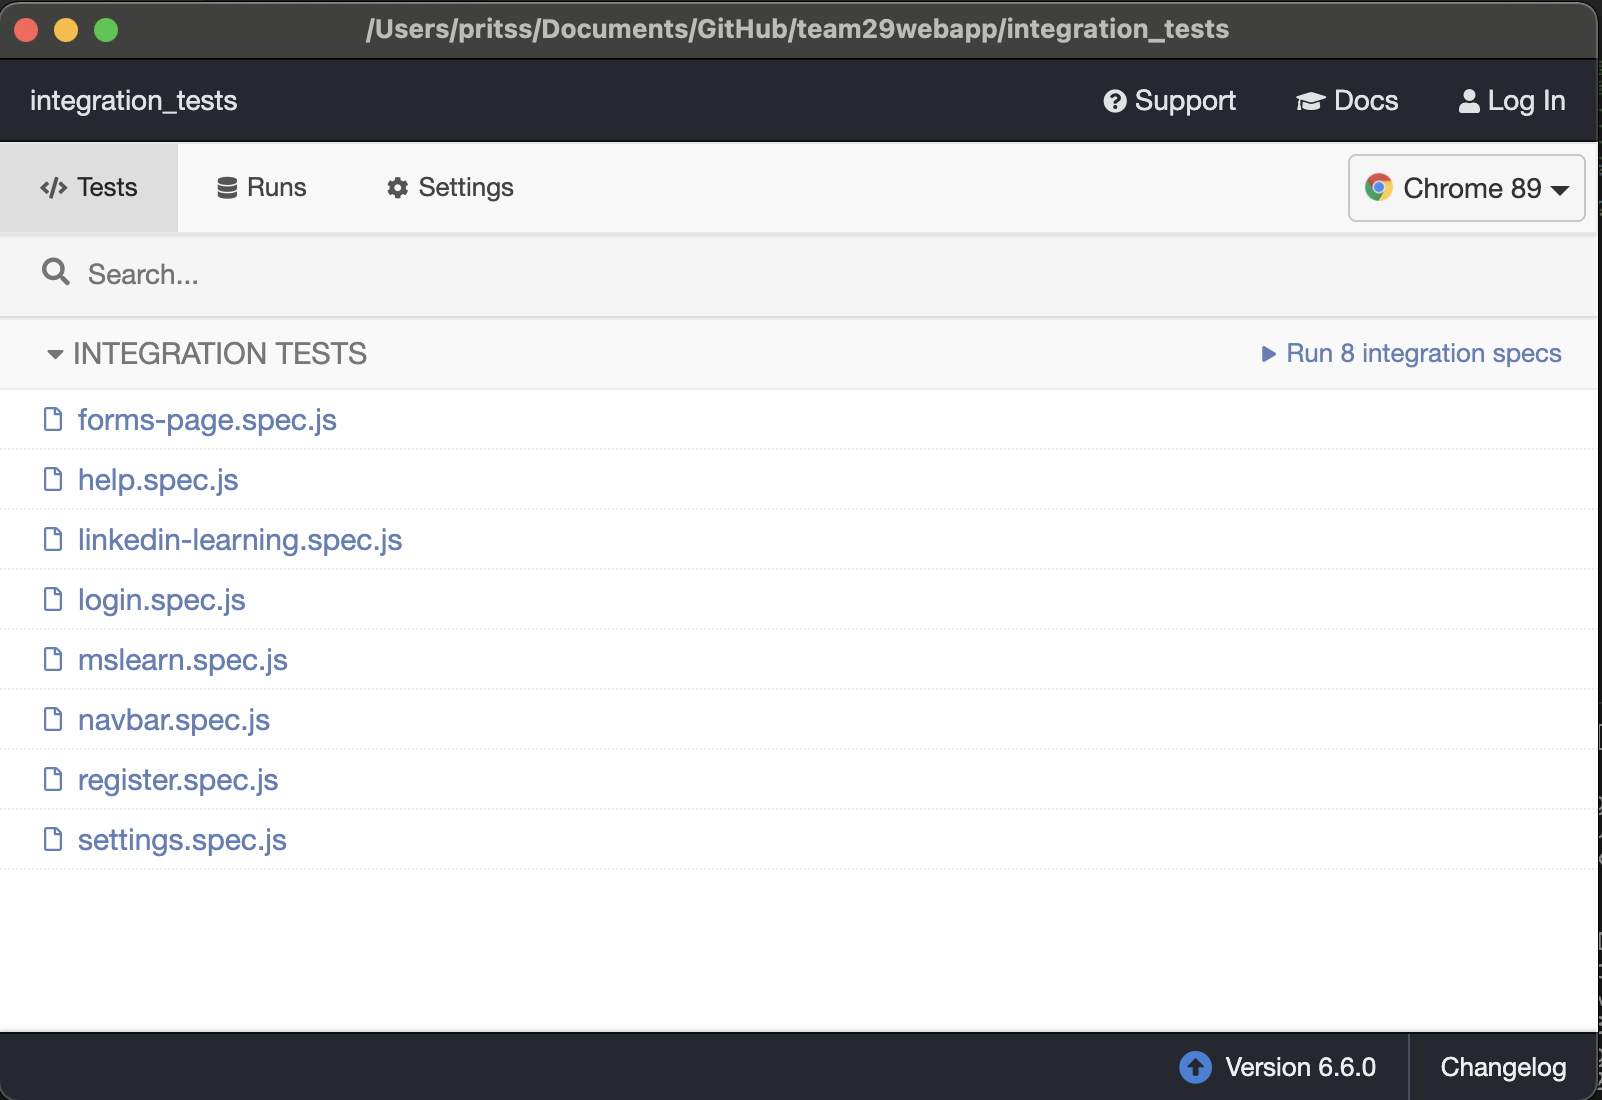 /Users/pritss/Documents/GitHub/team29webapp/integration_tests
integration_tests Support Docs Log In
Tests Runs Settings Chrome 89
Search...
INTEGRATION TESTS Run 8 integration specs
forms-page.spec.js
help.spec.js
linkedin-learning.spec.js
login.spec.js
mslearn.spec.js
navbar.spec.js
register.spec.js
settings.spec.js
Version 6.6.0 Changelog